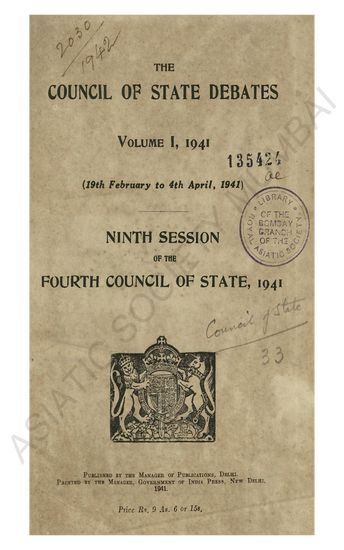 2030
1942
THE
COUNCIL OF STATE DEBATES
VOLUME I, 1941
135424
(19th February to 4th April, 1941)
LIBRARY
OF THE
BOMBAY
BRANCH
OF THE
ROYAL
ASIATIC SOCIETY
NINTH SESSION
OF THE
FOURTH COUNCIL OF STATE, 1941
Council of State
33
PUBLISHED BY THE MANAGER OF PUBLICATIONS, DELHI.
PRINTED BY THE MANAGER, GOVERNMENT OF INDIA PRESS, NEW DELHI.
1941.
Price Rs. 9 As. 6 or 15s.
ASIATIC SOCIETY MUMBAI